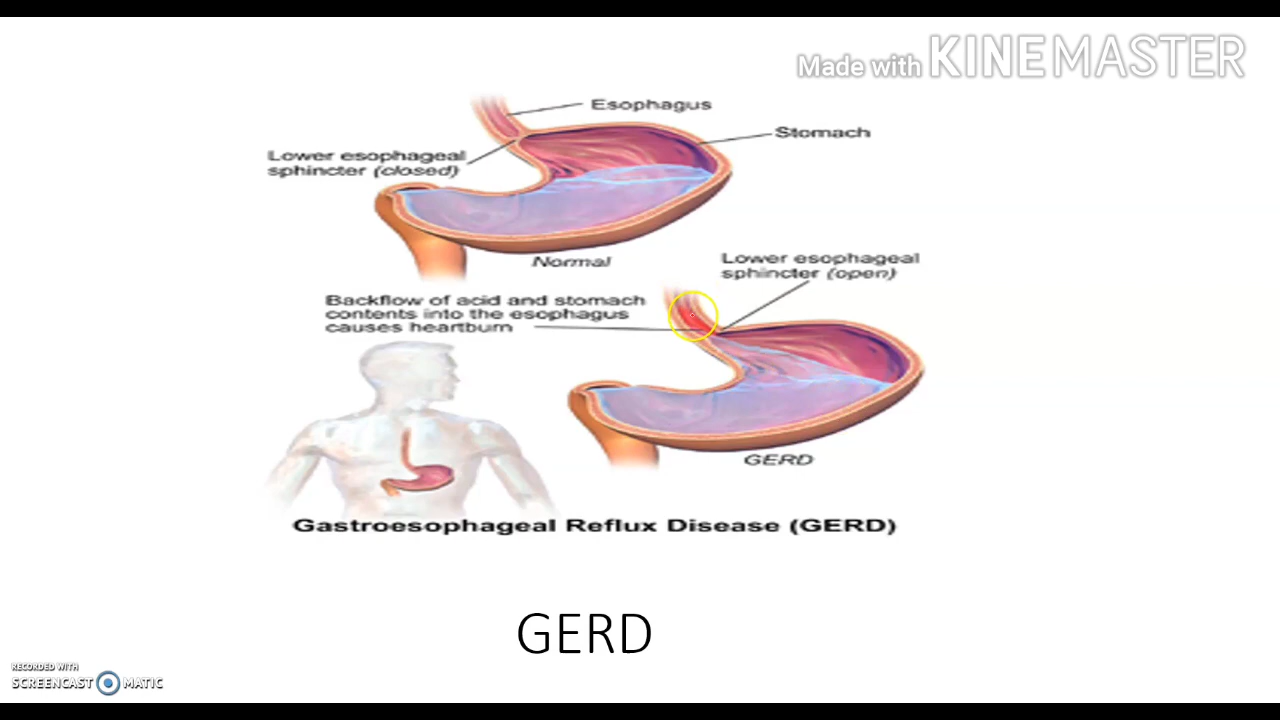 Made with KINEMASTER
Esophagus
Stomach
Lower esophageal
sphincter (closed)
Normal
Lower esophageal
sphincter (open)
Backflow of acid and stomach
contents into the esophagus
causes heartburn
GERD
Gastroesophageal Reflux Disease (GERD)
GERD
RECORDED WITH
SCREENCAST MATIC